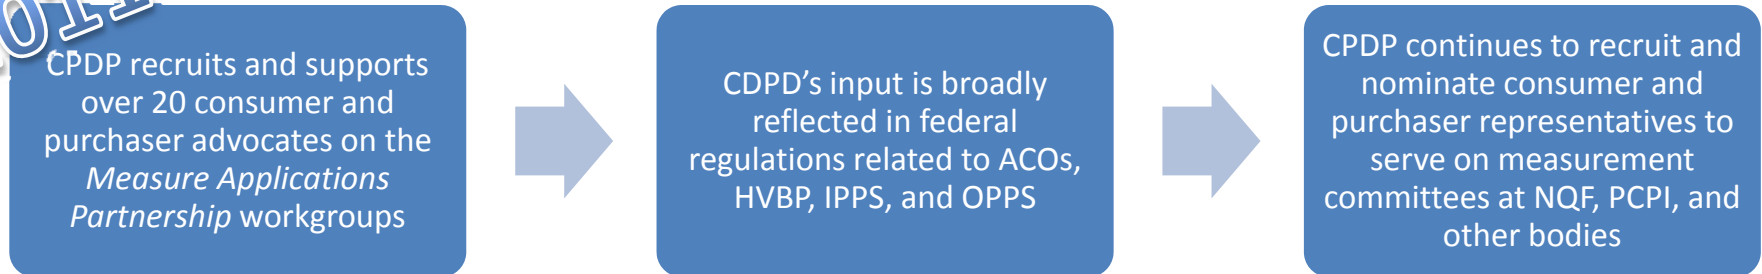 2011
CPDP recruits and supports
over 20 consumer and
purchaser advocates on the
Measure Applications
Partnership workgroups
CDPD’s input is broadly
reflected in federal
regulations related to ACOs,
HVBP, IPPS, and OPPS
CPDP continues to recruit and
nominate consumer and
purchaser representatives to
serve on measurement
committees at NQF, PCPI, and
other bodies